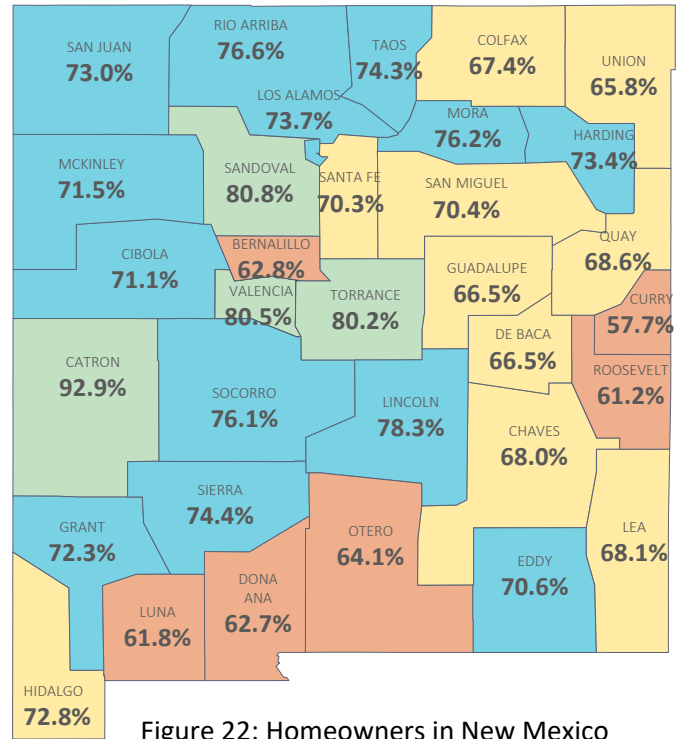 SAN JUAN
73.0%
RIO ARRIBA
76.6%
TAOS
74.3%
COLFAX
67.4%
UNION
65.8%
LOS ALAMOS
73.7%
MORA
76.2%
HARDING
73.4%
MCKINLEY
71.5%
SANDOVAL
80.8%
SANTA FE
70.3%
SAN MIGUEL
70.4%
CIBOLA
71.1%
BERNALILLO
62.8%
QUAY
68.6%
VALENCIA
80.5%
TORRANCE
80.2%
GUADALUPE
66.5%
CURRY
57.7%
DE BACA
66.5%
CATRON
92.9%
SOCORRO
76.1%
LINCOLN
78.3%
ROOSEVELT
61.2%
CHAVES
68.0%
SIERRA
74.4%
GRANT
72.3%
OTERO
64.1%
LEA
68.1%
EDDY
70.6%
LUNA
61.8%
DONA
ANA
62.7%
HIDALGO
72.8%
Figure 22: Homeowners in New Mexico